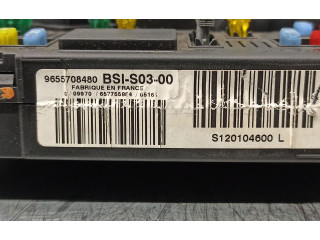 9655708480 BSI-S03-00
FABRIQUE EN FRANCE
S120104600 L